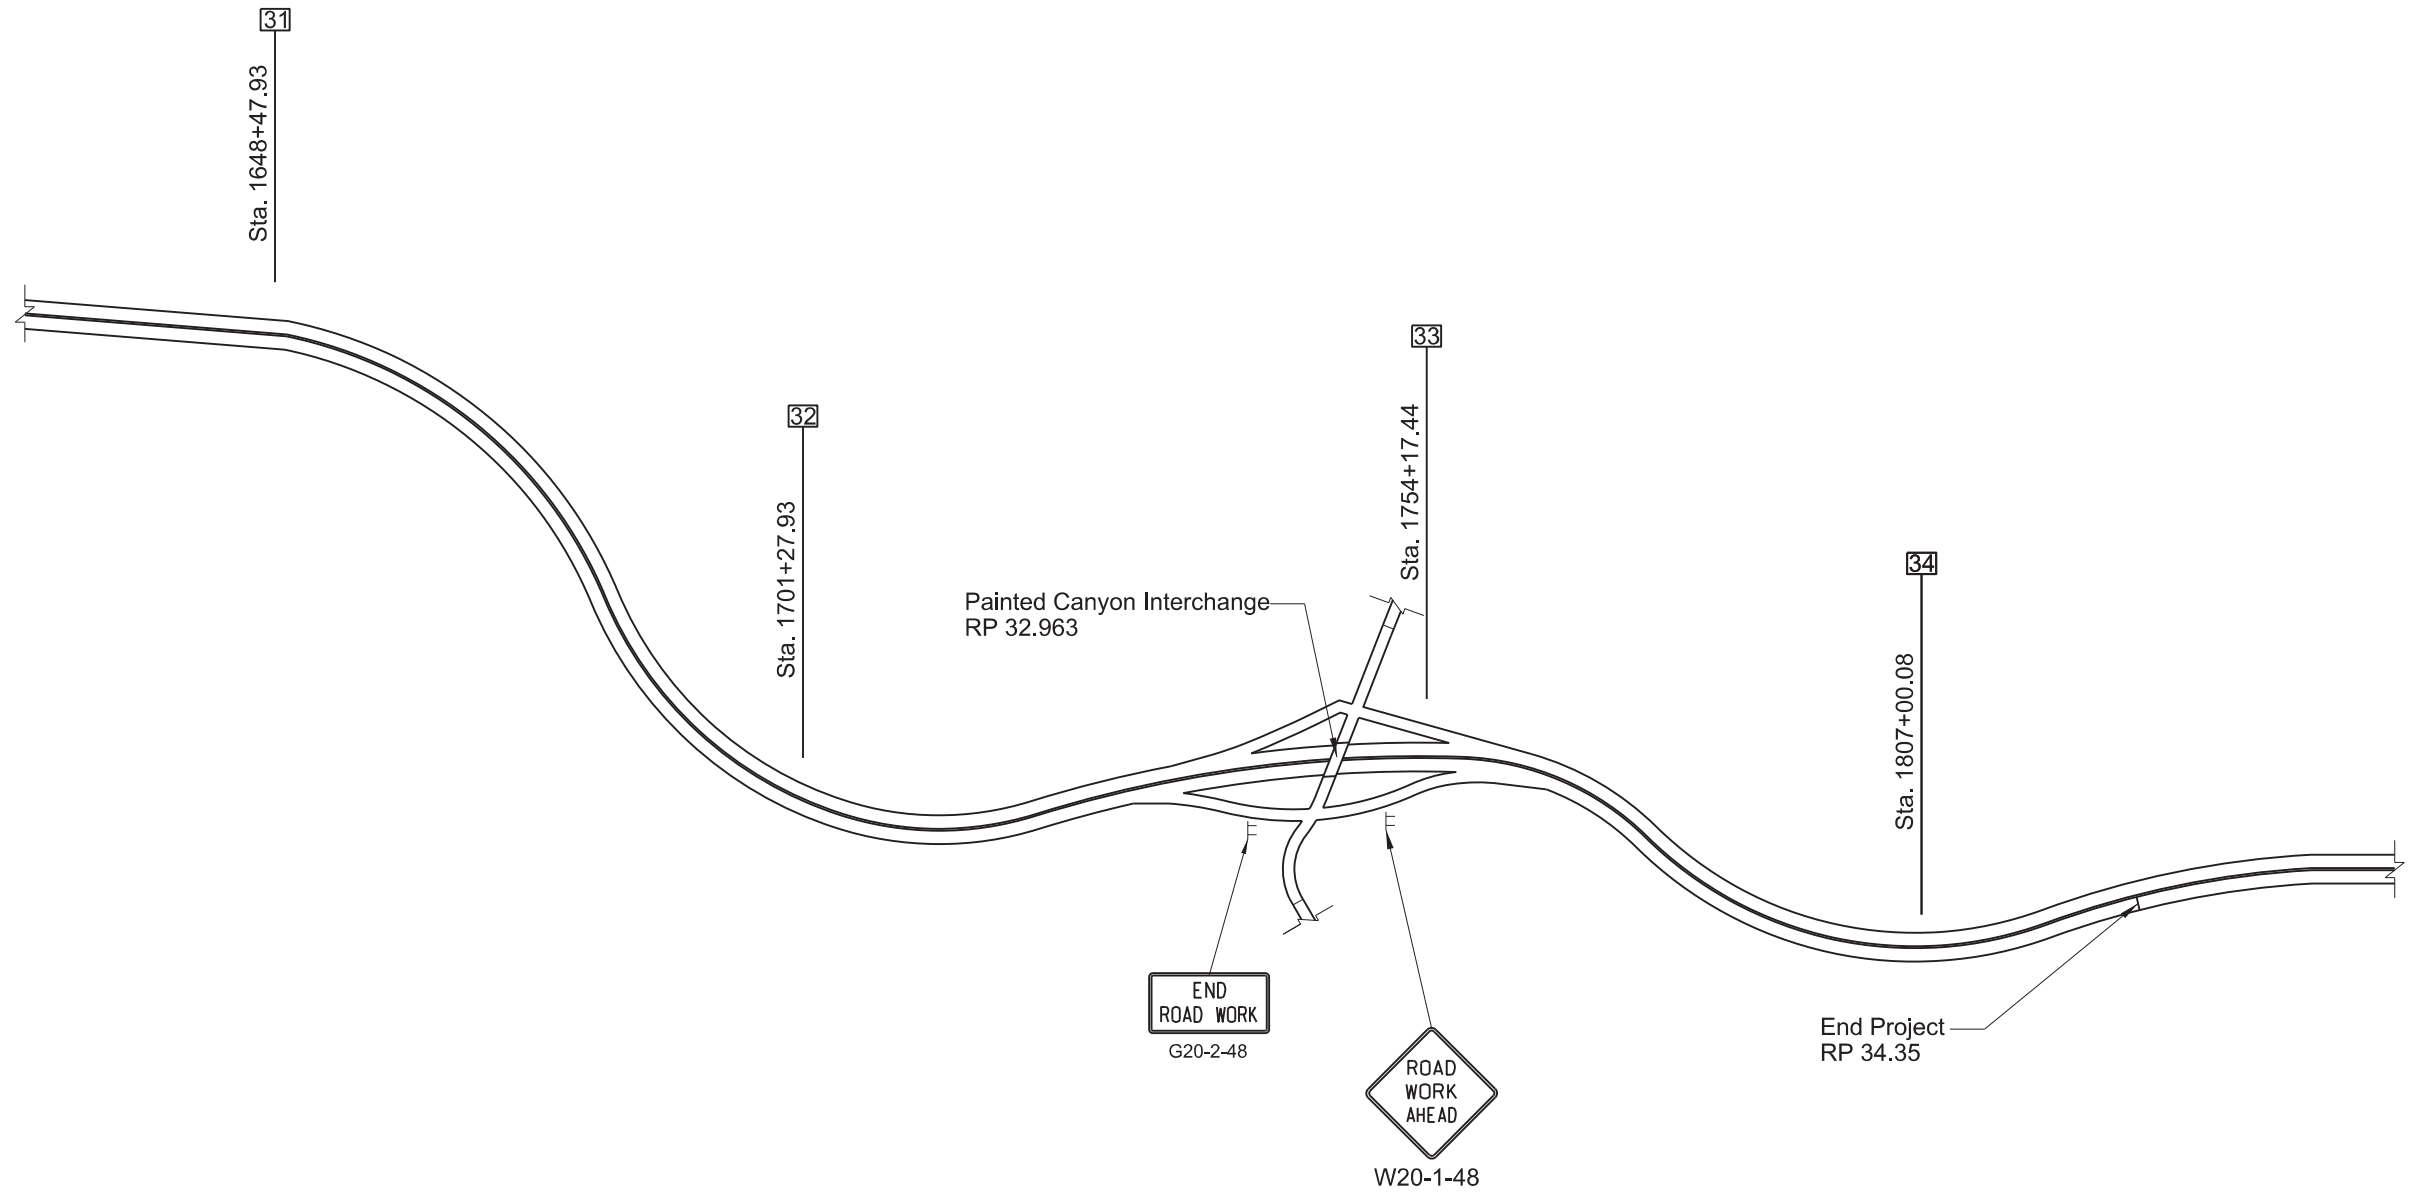 31
Sta. 1648+47.93
32
Sta. 1701+27.93
33
Sta. 1754+17.44
34
Sta. 1807+00.08
Painted Canyon Interchange
RP 32.963
END
ROAD WORK
G20-2-48
ROAD
WORK
AHEAD
W20-1-48
End Project
RP 34.35